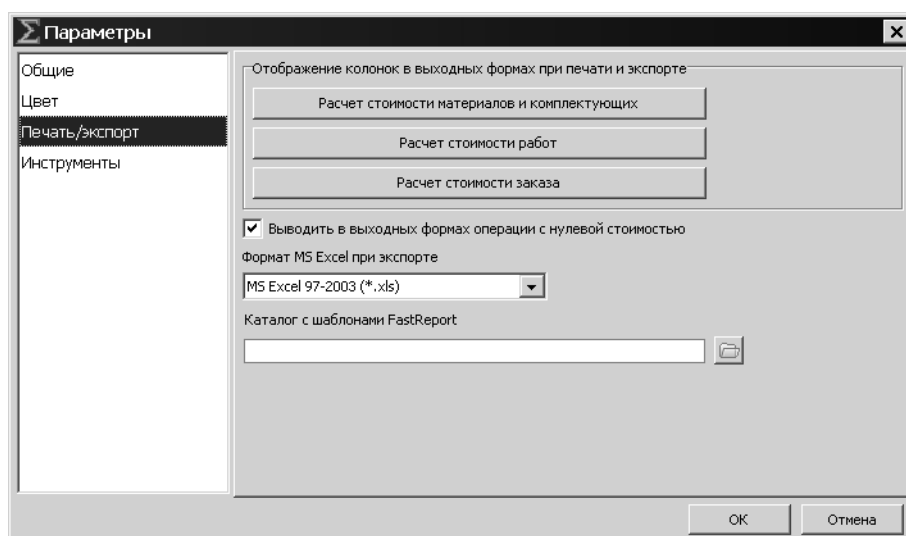 Параметры
Общие
Цвет
Печать/экспорт
Инструменты
Отображение колонок в выходных формах при печати и экспорте
Расчет стоимости материалов и комплектующих
Расчет стоимости работ
Расчет стоимости заказа
Выводить в выходных формах операции с нулевой стоимостью
Формат MS Excel при экспорте
MS Excel 97-2003 (*.xls)
Каталог с шаблонами FastReport
ОК
Отмена